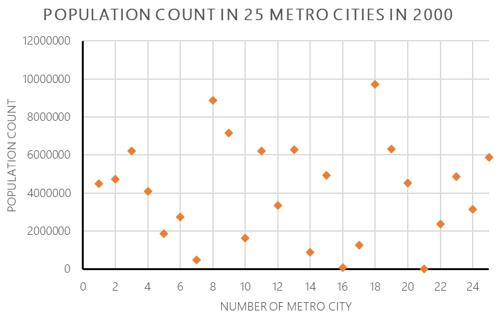 POPULATION COUNT IN 25 METRO CITIES IN 2000
12000000
10000000
8000000
6000000
4000000
2000000
0
POPULATION COUNT
0 2 4 6 8 10 12 14 16 18 20 22 24
NUMBER OF METRO CITY